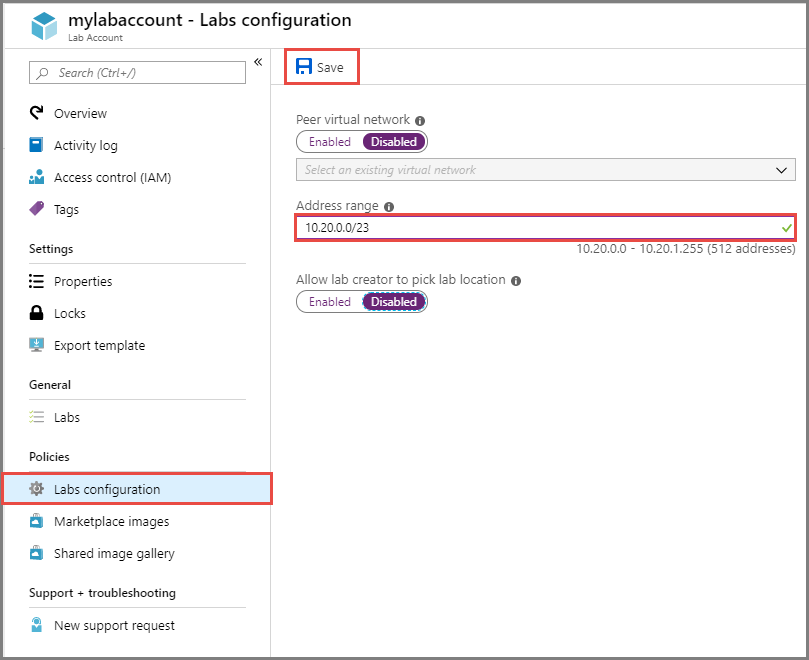 mylabaccount - Labs configuration
Lab Account
Search (Ctrl+/)
«
Overview
Activity log
Access control (IAM)
Tags
Settings
Properties
Locks
Export template
General
Labs
Policies
Labs configuration
Marketplace images
Shared image gallery
Support + troubleshooting
New support request
Save
Peer virtual network
Enabled Disabled
Select an existing virtual network
Address range
10.20.0.0/23
10.20.0.0 - 10.20.1.255 (512 addresses)
Allow lab creator to pick lab location
Enabled Disabled